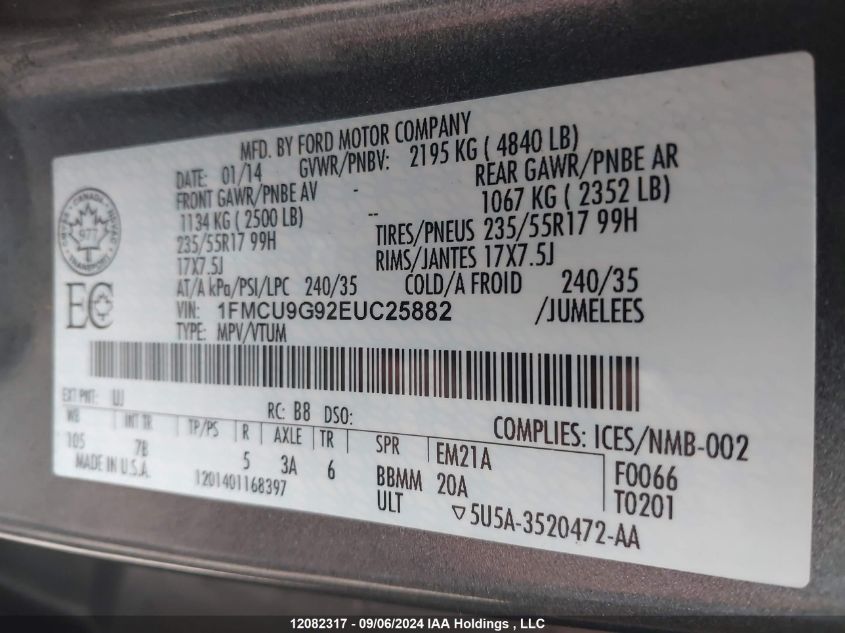 MFD. BY FORD MOTOR COMPANY
DATE: 01/14 GVWR/PNBV: 2195 KG ( 4840 LB)
FRONT GAWR/PNBE AV - REAR GAWR/PNBE AR
1134 KG ( 2500 LB) -- 1067 KG ( 2352 LB)
235/55R17 99H TIRES/PNEUS 235/55R17 99H
17X7.5J RIMS/JANTES 17X7.5J
AT/A kPa/PSI/LPC 240/35 COLD/A FROID 240/35
VIN: 1FMCU9G92EUC25882 /JUMELEES
TYPE: MPV/VTUM
CANADA
977
TRANSPORT
EC
EXT PNT: UJ RC: B8 DSO: COMPLIES: ICES/NMB-002
WB INT TR TP/PS R AXLE TR SPR EM21A F0066
105 7B 5 3A 6 BBMM 20A T0201
MADE IN U.S.A. 1201401168397 ULT 5U5A-3520472-AA
12082317 - 09/06/2024 IAA Holdings , LLC